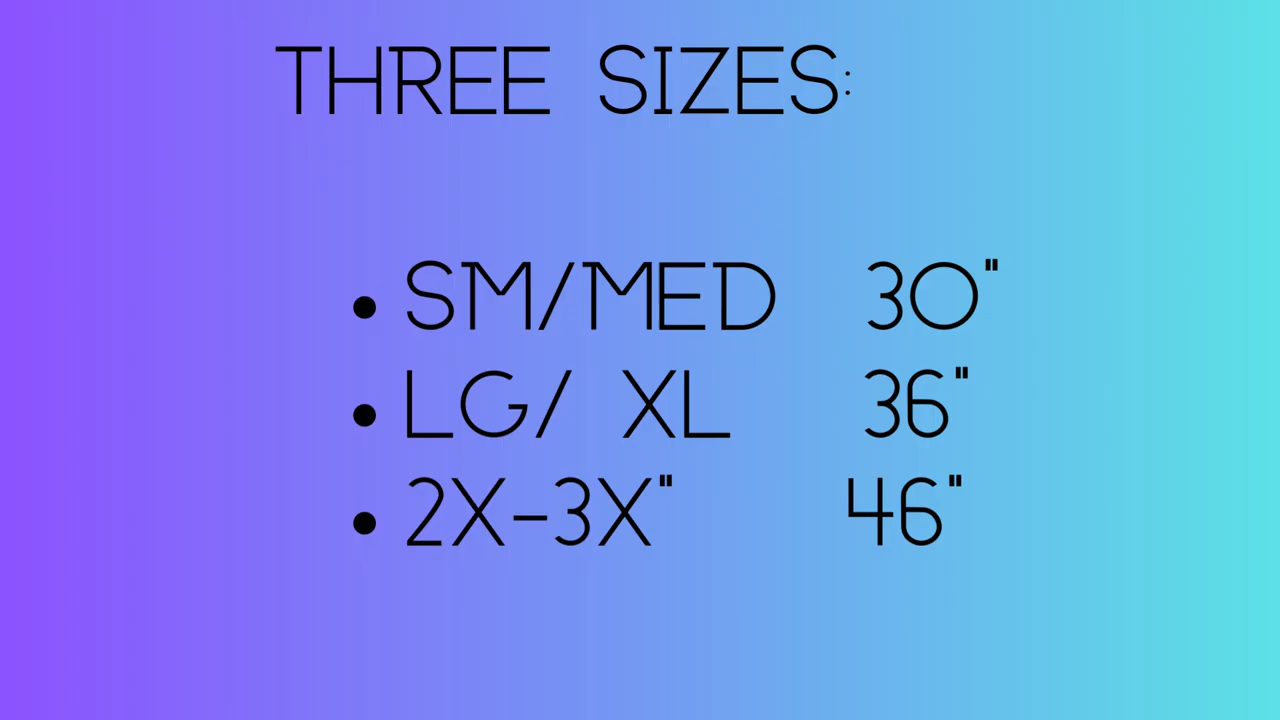 THREE SIZES:
• SM/MED 30"
• LG/ XL 36"
• 2X-3X" 46"